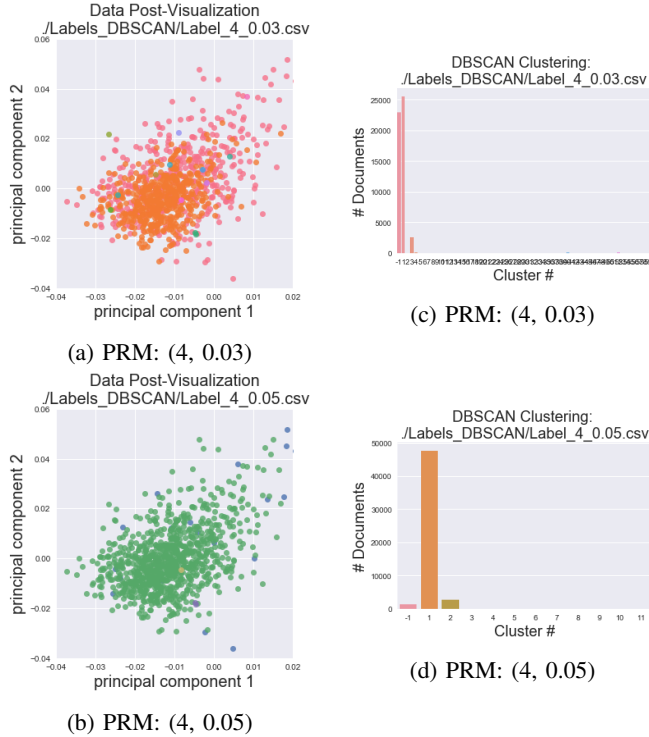 Data Post-Visualization
./Labels_DBSCAN/Label_4_0.03.csv
principal component 2
0.06
0.04
0.02
0.00
−0.02
−0.04
−0.04 −0.03 −0.02 −0.01 0.00 0.01 0.02
principal component 1
(a) PRM: (4, 0.03)
DBSCAN Clustering:
./Labels_DBSCAN/Label_4_0.03.csv
# Documents
25000
20000
15000
10000
5000
0
Cluster #
(c) PRM: (4, 0.03)
Data Post-Visualization
./Labels_DBSCAN/Label_4_0.05.csv
principal component 2
0.06
0.04
0.02
0.00
−0.02
−0.04
−0.04 −0.03 −0.02 −0.01 0.00 0.01 0.02
principal component 1
(b) PRM: (4, 0.05)
DBSCAN Clustering:
./Labels_DBSCAN/Label_4_0.05.csv
# Documents
50000
40000
30000
20000
10000
0
-1 1 2 3 4 5 6 7 8 9 10 11
Cluster #
(d) PRM: (4, 0.05)